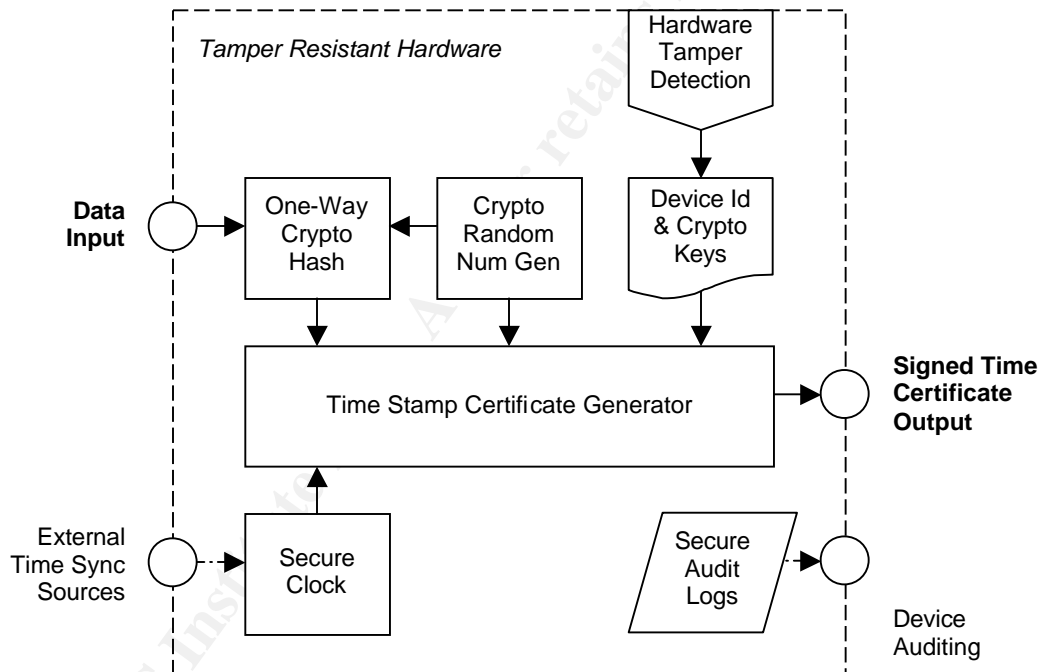 Tamper Resistant Hardware
Hardware
Tamper
Detection
Data
Input
One-Way
Crypto
Hash
Crypto
Random
Num Gen
Device Id
& Crypto
Keys
Time Stamp Certificate Generator
Signed Time
Certificate
Output
External
Time Sync
Sources
Secure
Clock
Secure
Audit
Logs
Device
Auditing